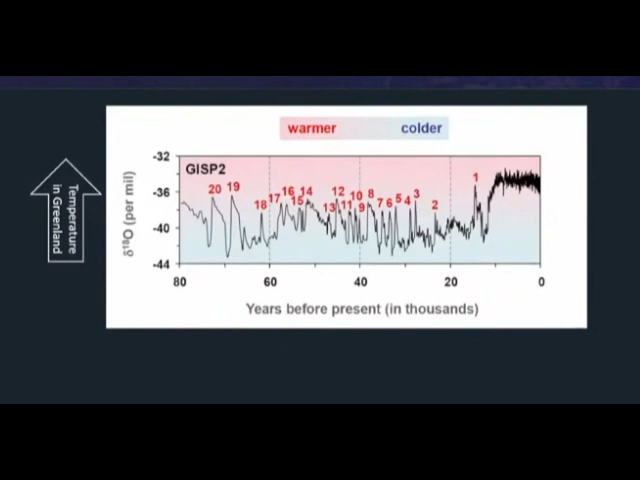 warmer colder
GISP2
-32
-36
-40
-44
δ18O (per mil)
Temperature
in Greenland
20 19 18 17 16 15 14 13 12 11 10 9 8 7 6 5 4 3 2 1
80 60 40 20 0
Years before present (in thousands)